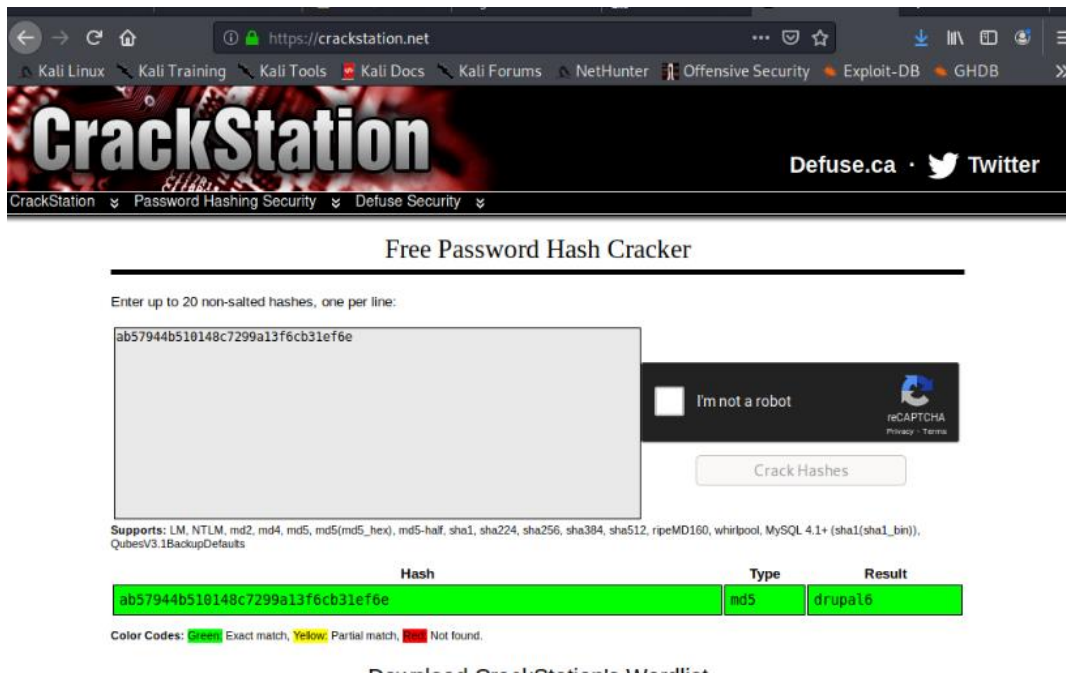 https://crackstation.net
Kali Linux Kali Training Kali Tools Kali Docs Kali Forums NetHunter Offensive Security Exploit-DB GHDB
CrackStation
Defuse.ca · Twitter
CrackStation Password Hashing Security Defuse Security
Free Password Hash Cracker
Enter up to 20 non-salted hashes, one per line:
ab57944b510148c7299a13f6cb31ef6e
I'm not a robot
reCAPTCHA
Privacy - Terms
Crack Hashes
Supports: LM, NTLM, md2, md4, md5, md5(md5_hex), md5-half, sha1, sha224, sha256, sha384, sha512, ripeMD160, whirlpool, MySQL 4.1+ (sha1(sha1_bin)),
QubesV3.1BackupDefaults
Hash Type Result
ab57944b510148c7299a13f6cb31ef6e md5 drupal6
Color Codes: Green: Exact match, Yellow: Partial match, Red: Not found.
Download CrackStation's Wordlist